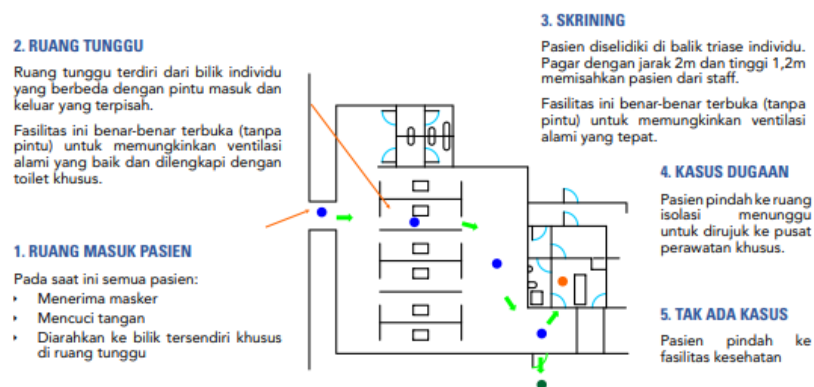 2. RUANG TUNGGU
Ruang tunggu terdiri dari bilik individu
yang berbeda dengan pintu masuk dan
keluar yang terpisah.
Fasilitas ini benar-benar terbuka (tanpa
pintu) untuk memungkinkan ventilasi
alami yang baik dan dilengkapi dengan
toilet khusus.
1. RUANG MASUK PASIEN
Pada saat ini semua pasien:
‣ Menerima masker
‣ Mencuci tangan
‣ Diarahkan ke bilik tersendiri khusus
di ruang tunggu
3. SKRINING
Pasien diselidiki di balik triase individu.
Pagar dengan jarak 2m dan tinggi 1,2m
memisahkan pasien dari staff.
Fasilitas ini benar-benar terbuka (tanpa
pintu) untuk memungkinkan ventilasi
alami yang tepat.
4. KASUS DUGAAN
Pasien pindah ke ruang
isolasi menunggu
untuk dirujuk ke pusat
perawatan khusus.
5. TAK ADA KASUS
Pasien pindah ke
fasilitas kesehatan